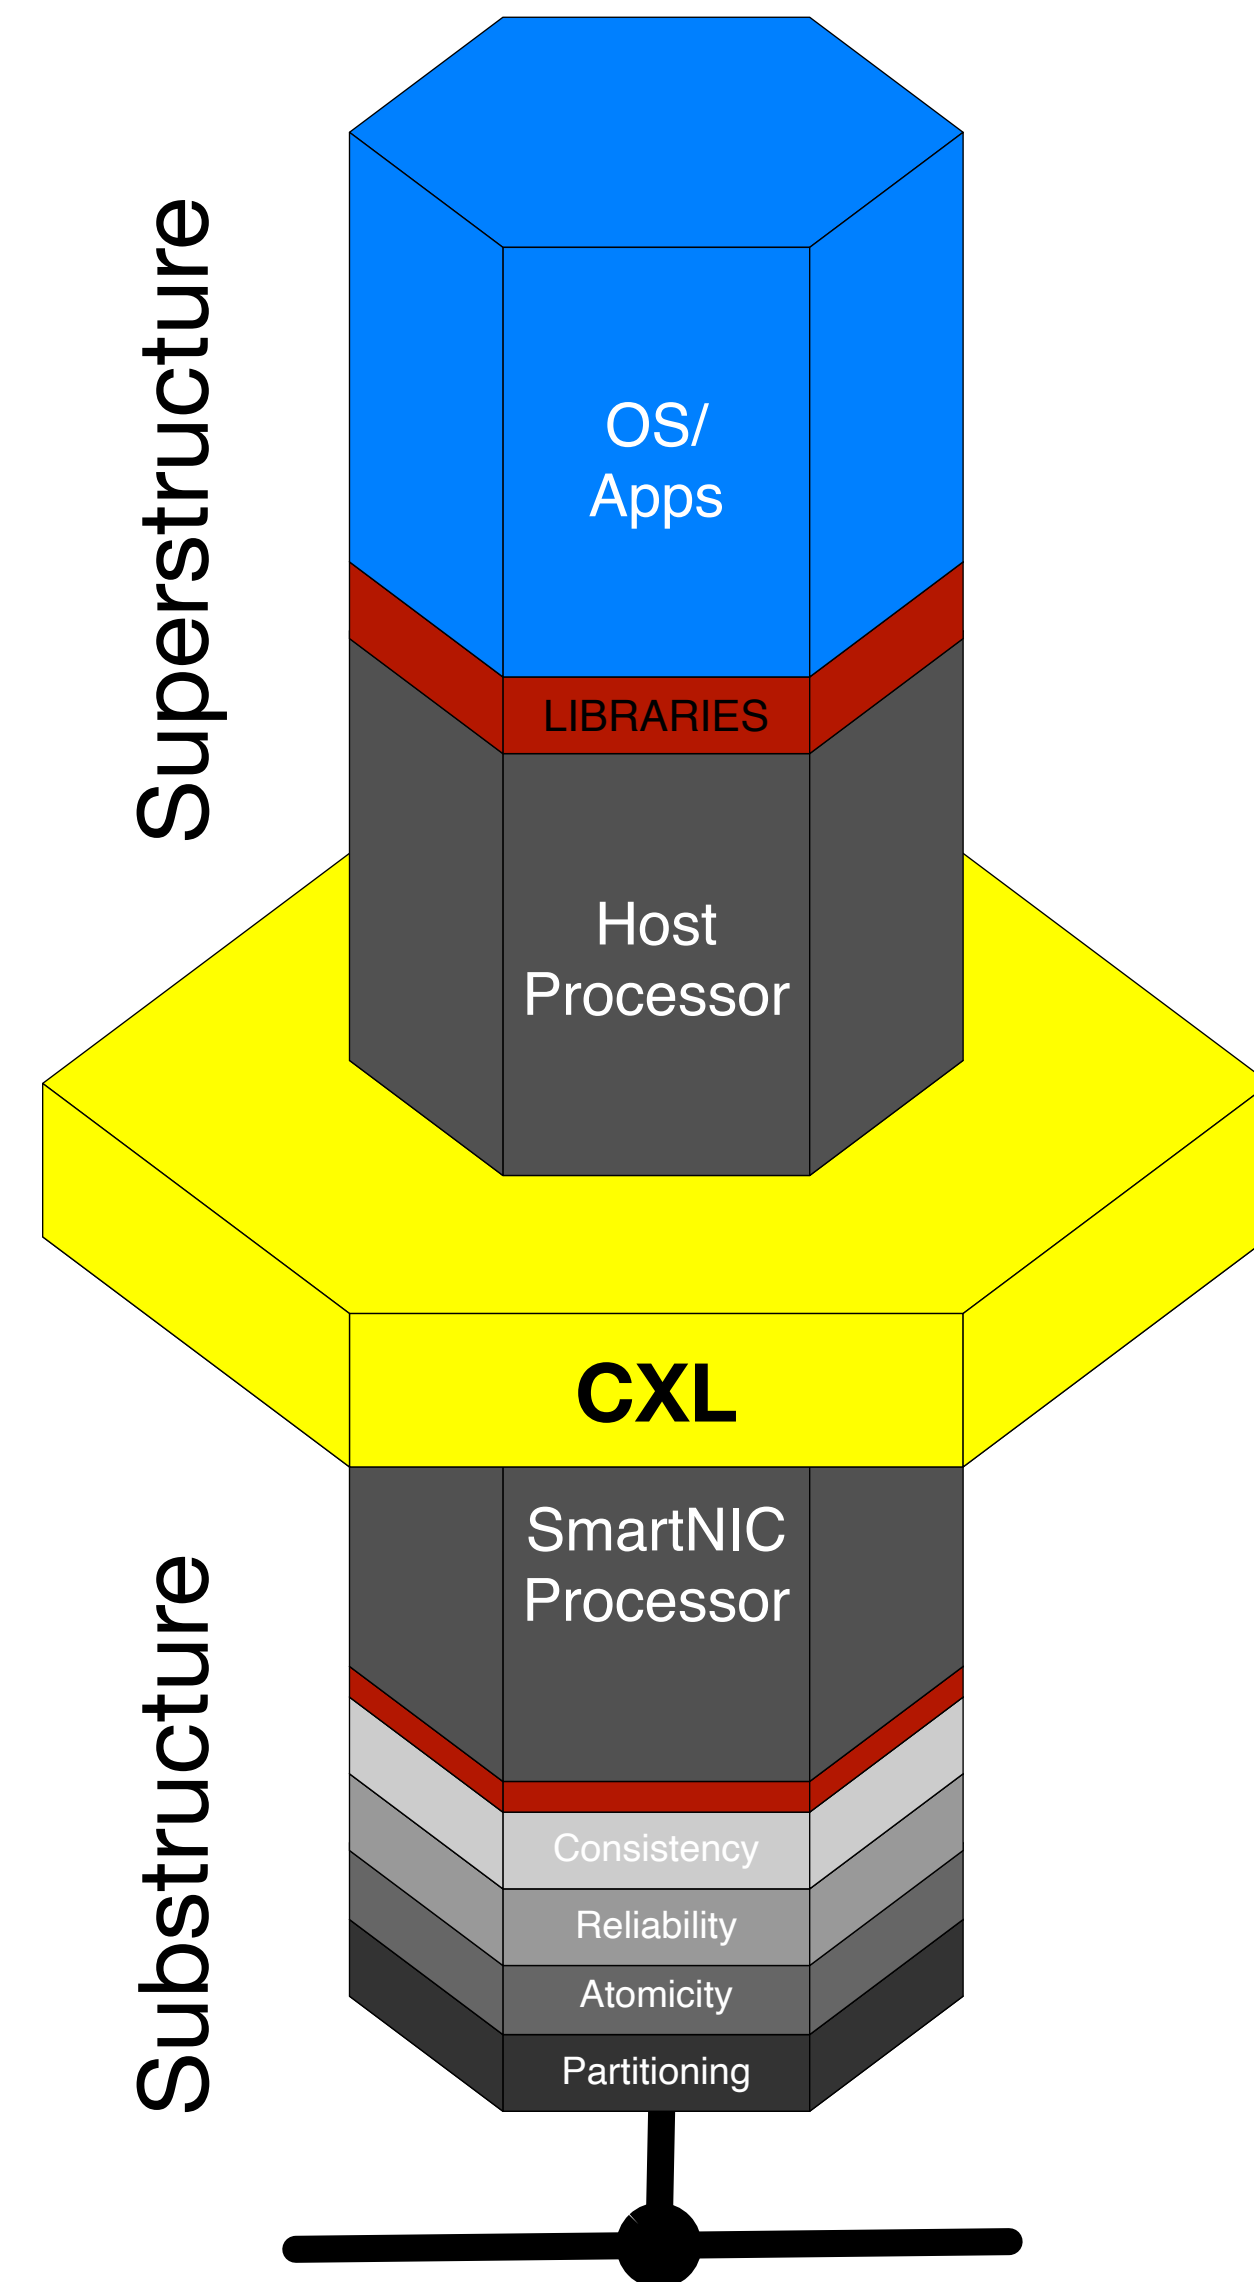 Superstructure
OS/
Apps
LIBRARIES
Host
Processor
CXL
Substructure
SmartNIC
Processor
Consistency
Reliability
Atomicity
Partitioning